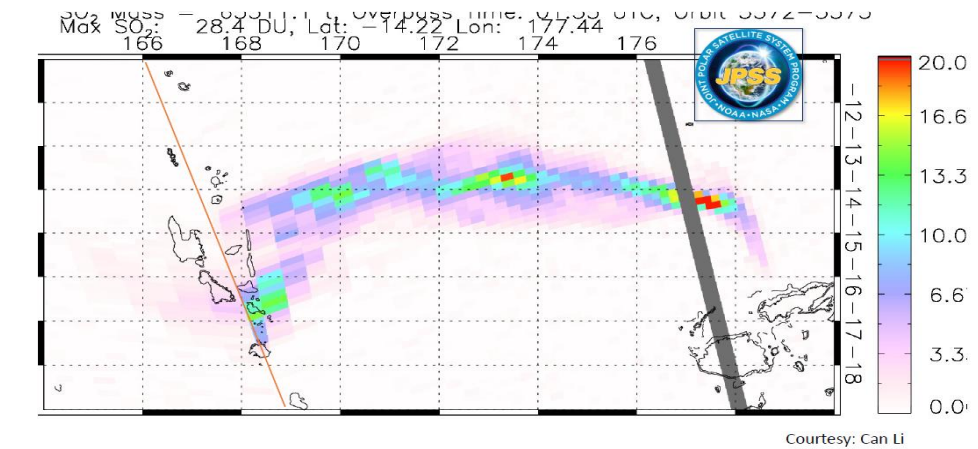 Max SO₂: 28.4 DU, Lat: -14.22 Lon: 177.44
166 168 170 172 174 176
JOINT POLAR SATELLITE SYSTEM PROGRAM
JPSS
NOAA•NASA
-12
-13
-14
-15
-16
-17
-18
20.0
16.6
13.3
10.0
6.6
3.3
0.0
Courtesy: Can Li